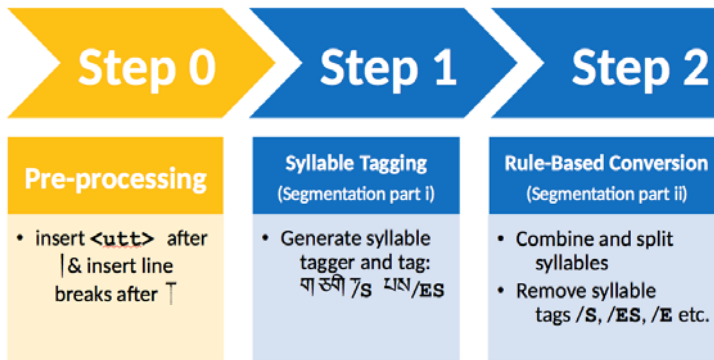 Step 0
Step 1
Step 2
Pre-processing
• insert <utt> after
། & insert line
breaks after
Syllable Tagging
(Segmentation part i)
• Generate syllable
tagger and tag:
/S /ES
Rule-Based Conversion
(Segmentation part ii)
• Combine and split
syllables
• Remove syllable
tags /S, /ES, /E etc.